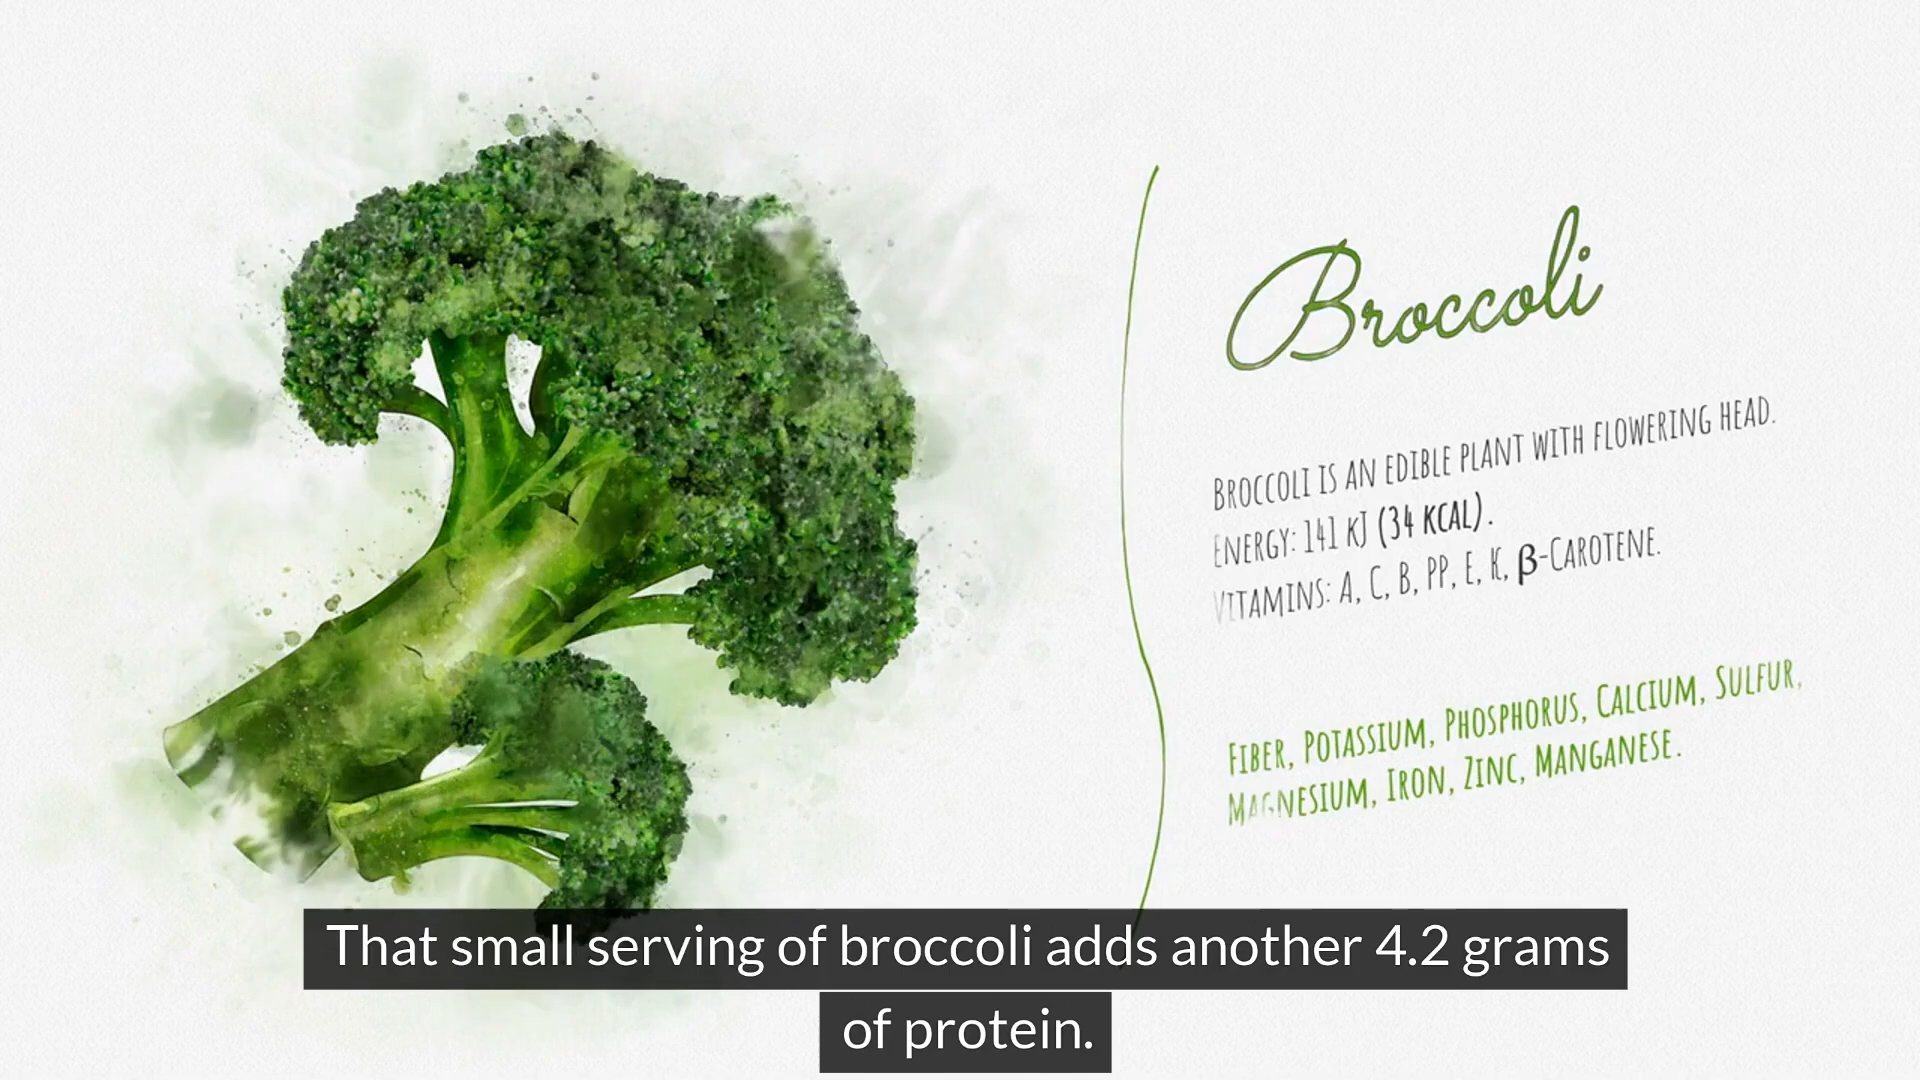 Broccoli
Broccoli is an edible plant with flowering head.
Energy: 141 kJ (34 kcal).
Vitamins: A, C, B, PP, E, K, β-Carotene.
Fiber, Potassium, Phosphorus, Calcium, Sulfur,
Magnesium, Iron, Zinc, Manganese.
That small serving of broccoli adds another 4.2 grams
of protein.